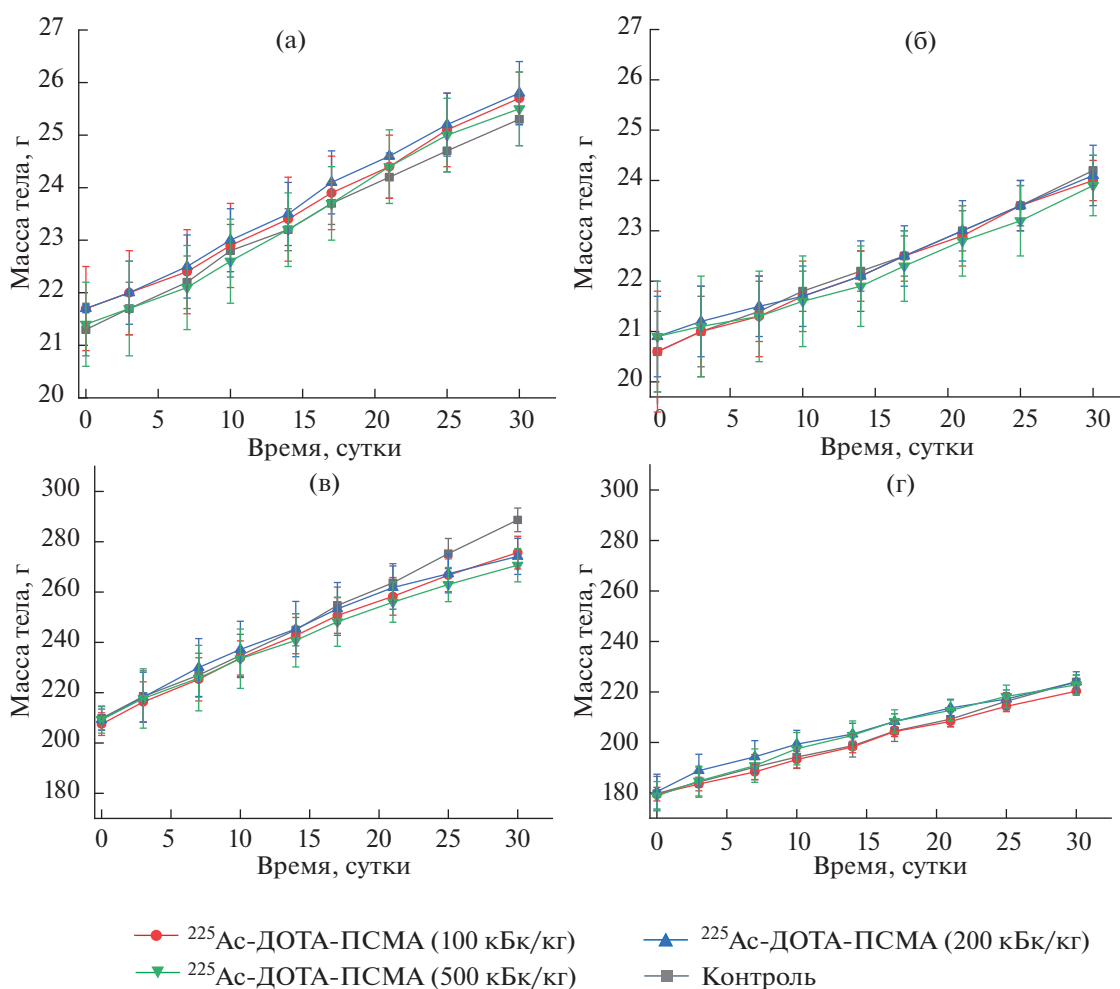 (а)
27
26
25
24
23
22
21
20
Масса тела, г
0 5 10 15 20 25 30
Время, сутки
(б)
27
26
25
24
23
22
21
20
Масса тела, г
0 5 10 15 20 25 30
Время, сутки
(в)
300
280
260
240
220
200
180
Масса тела, г
0 5 10 15 20 25 30
Время, сутки
(г)
300
280
260
240
220
200
180
Масса тела, г
0 5 10 15 20 25 30
Время, сутки
²²⁵Ac-ДОТА-ПСМА (100 кБк/кг)
²²⁵Ac-ДОТА-ПСМА (200 кБк/кг)
²²⁵Ac-ДОТА-ПСМА (500 кБк/кг)
Контроль